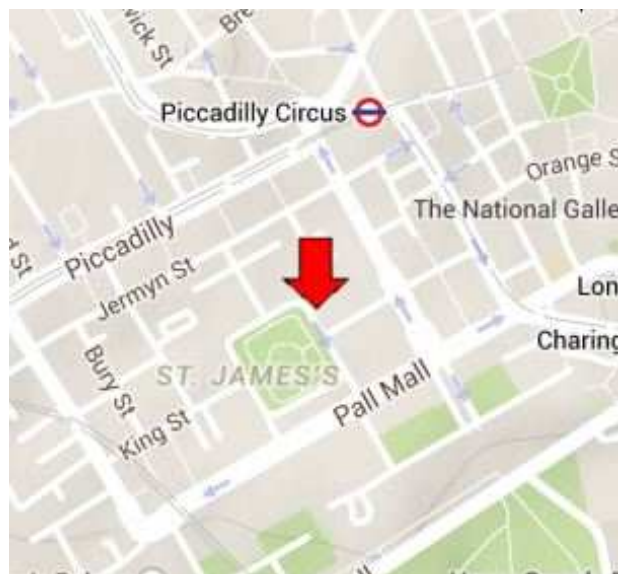 Piccadilly Circus
Orange S
The National Galle
Piccadilly
Jermyn St
Lon
Charing
Bury St
ST. JAMES'S
Pall Mall
King St